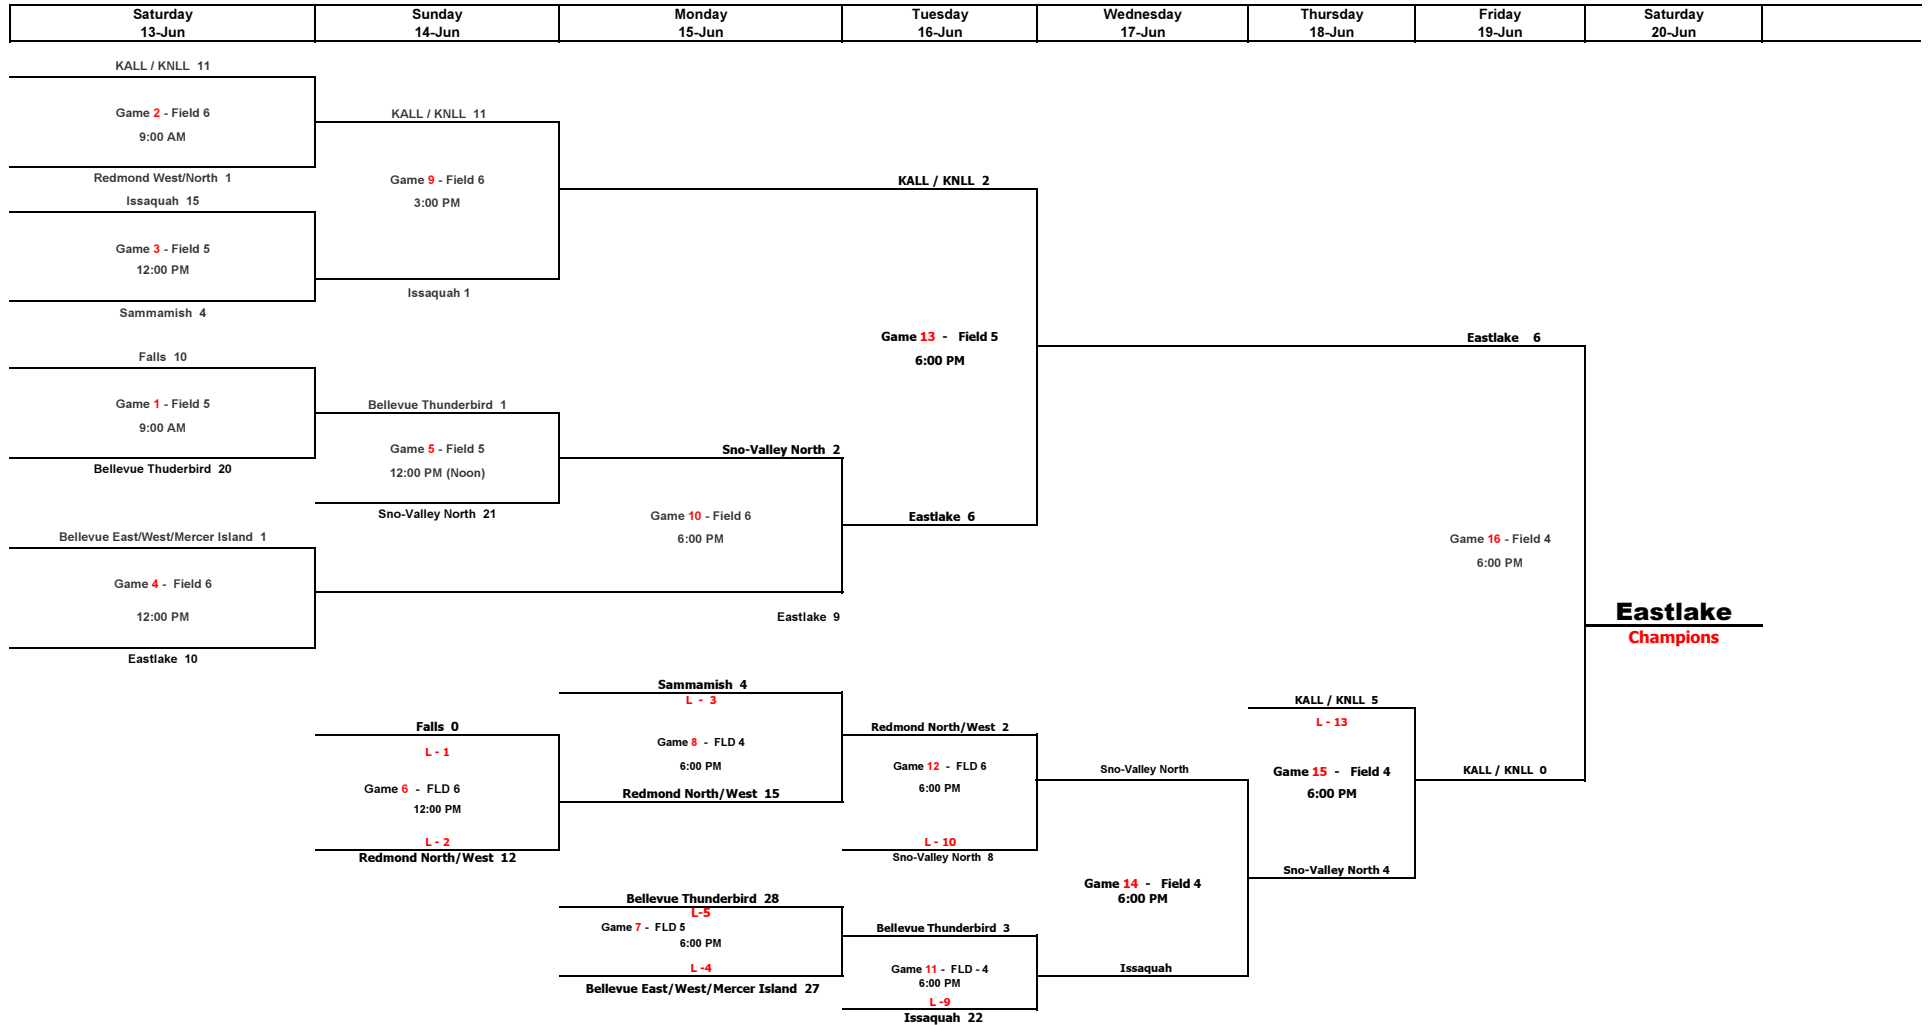 Saturday Sunday Monday Tuesday Wednesday Thursday Friday Saturday
13-Jun 14-Jun 15-Jun 16-Jun 17-Jun 18-Jun 19-Jun 20-Jun
KALL / KNLL 11
Game 2 - Field 6
9:00 AM
Redmond West/North 1
Issaquah 15
Game 3 - Field 5
12:00 PM
Sammamish 4
Falls 10
Game 1 - Field 5
9:00 AM
Bellevue Thuderbird 20
Bellevue East/West/Mercer Island 1
Game 4 - Field 6
12:00 PM
Eastlake 10
KALL / KNLL 11
Game 9 - Field 6
3:00 PM
Issaquah 1
Bellevue Thunderbird 1
Game 5 - Field 5
12:00 PM (Noon)
Sno-Valley North 21
Falls 0
L - 1
Game 6 - FLD 6
12:00 PM
L - 2
Redmond North/West 12
Sno-Valley North 2
Game 10 - Field 6
6:00 PM
Eastlake 9
Sammamish 4
L - 3
Game 8 - FLD 4
6:00 PM
Redmond North/West 15
Bellevue Thunderbird 28
L-5
Game 7 - FLD 5
6:00 PM
L -4
Bellevue East/West/Mercer Island 27
KALL / KNLL 2
Game 13 - Field 5
6:00 PM
Eastlake 6
Redmond North/West 2
Game 12 - FLD 6
6:00 PM
L - 10
Sno-Valley North 8
Bellevue Thunderbird 3
Game 11 - FLD - 4
6:00 PM
L -9
Issaquah 22
Sno-Valley North
Game 14 - Field 4
6:00 PM
Issaquah
KALL / KNLL 5
L - 13
Game 15 - Field 4
6:00 PM
Sno-Valley North 4
Eastlake 6
Game 16 - Field 4
6:00 PM
KALL / KNLL 0
Eastlake
Champions